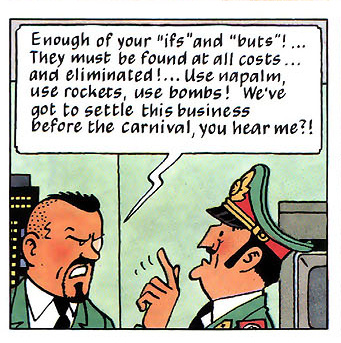 Enough of your "ifs" and "buts"!...
They must be found at all costs...
and eliminated!... Use napalm,
use rockets, use bombs! We've
got to settle this business
before the carnival, you hear me?!